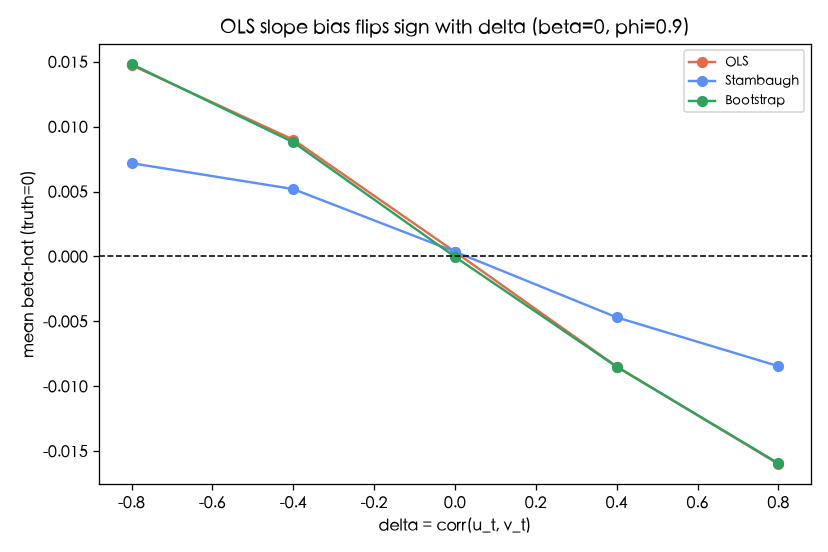 OLS slope bias flips sign with delta (beta=0, phi=0.9)
OLS
Stambaugh
Bootstrap
mean beta-hat (truth=0)
0.015
0.010
0.005
0.000
-0.005
-0.010
-0.015
-0.8
-0.6
-0.4
-0.2
0.0
0.2
0.4
0.6
0.8
delta = corr(u_t, v_t)